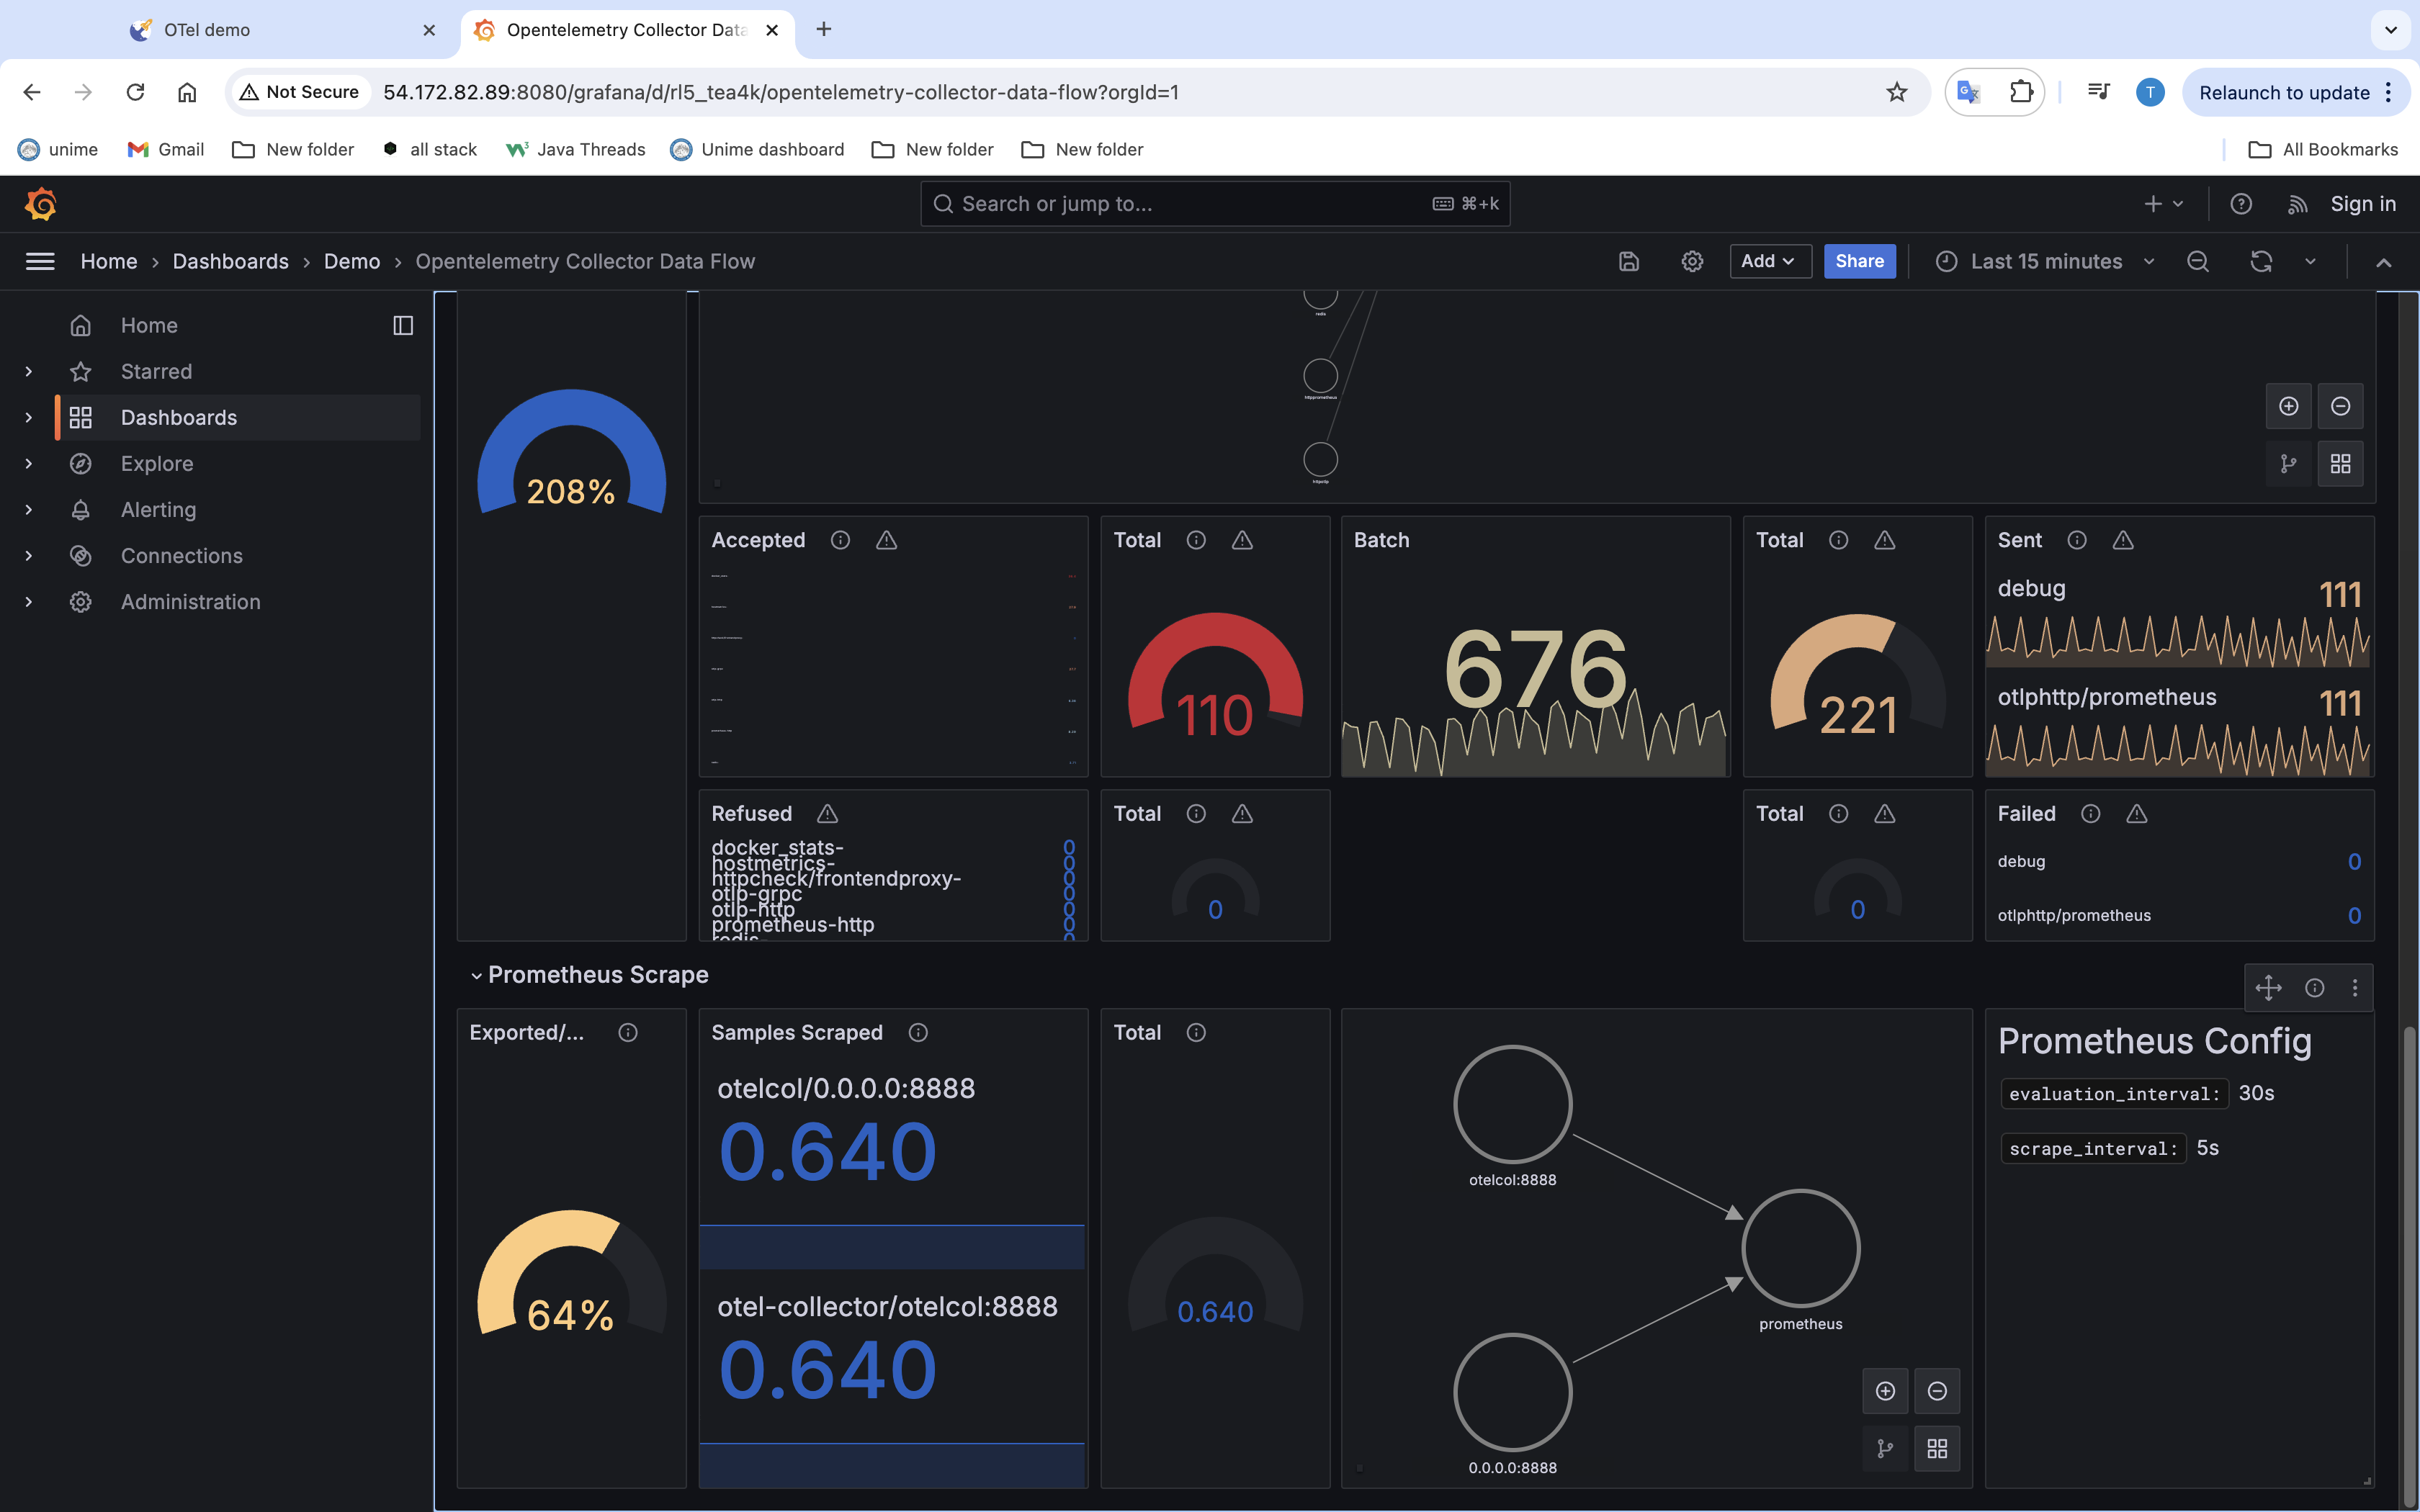 OTel demo
Opentelemetry Collector Data
Not Secure
54.172.82.89:8080/grafana/d/rl5_tea4k/opentelemetry-collector-data-flow?orgId=1
T
Relaunch to update
unime
Gmail
New folder
all stack
Java Threads
Unime dashboard
New folder
New folder
All Bookmarks
Search or jump to...
⌘+k
Sign in
Home › Dashboards › Demo › Opentelemetry Collector Data Flow
Add
Share
Last 15 minutes
Home
Starred
Dashboards
Explore
Alerting
Connections
Administration
208%
redis
httpprometheus
Accepted
Total
110
Batch
676
Total
221
Sent
debug
111
otlphttp/prometheus
111
Refused
docker_stats- 0
hostmetrics- 0
httpcheck/frontendproxy- 0
otlp-grpc 0
otlp-http 0
prometheus-http 0
redis- 0
Total
0
Total
0
Failed
debug 0
otlphttp/prometheus 0
Prometheus Scrape
Exported/...
64%
Samples Scraped
otelcol/0.0.0.0:8888
0.640
otel-collector/otelcol:8888
0.640
Total
0.640
otelcol:8888
prometheus
0.0.0.0:8888
Prometheus Config
evaluation_interval: 30s
scrape_interval: 5s